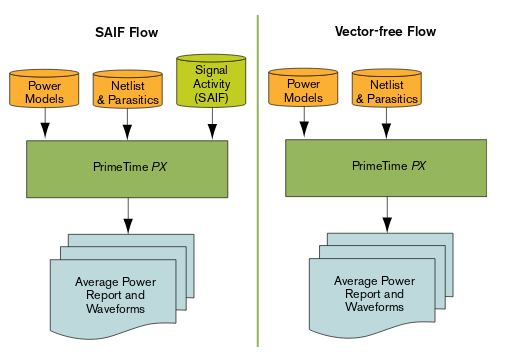 SAIF Flow
Power
Models
Netlist
& Parasitics
Signal
Activity
(SAIF)
PrimeTime PX
Average Power
Report and
Waveforms
Vector-free Flow
Power
Models
Netlist
& Parasitics
PrimeTime PX
Average Power
Report and
Waveforms